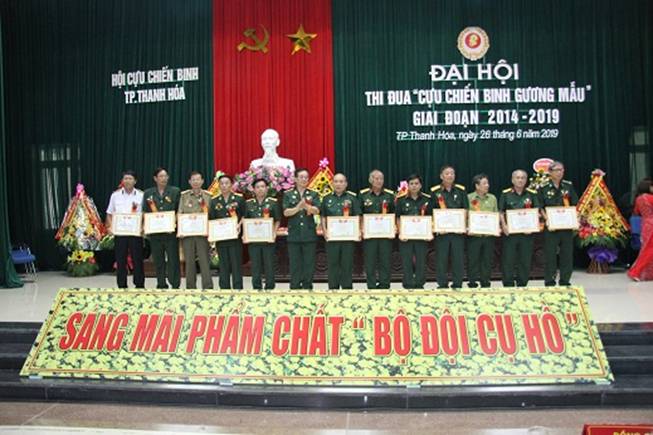 HỘI CỰU CHIẾN BINH
TP.THANH HÓA
ĐẠI HỘI
THI ĐUA "CỰU CHIẾN BINH GƯƠNG MẪU"
GIAI ĐOẠN 2014-2019
TP.Thanh Hóa, ngày 26 tháng 6 năm 2019
SANG MÃI PHẨM CHẤT " BỘ ĐỘI CỤ HỒ "